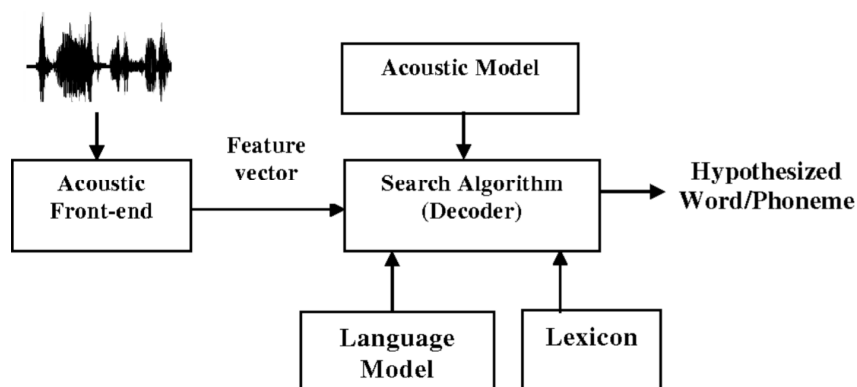 Acoustic Model
Feature
vector
Acoustic
Front-end
Search Algorithm
(Decoder)
Hypothesized
Word/Phoneme
Language
Model
Lexicon